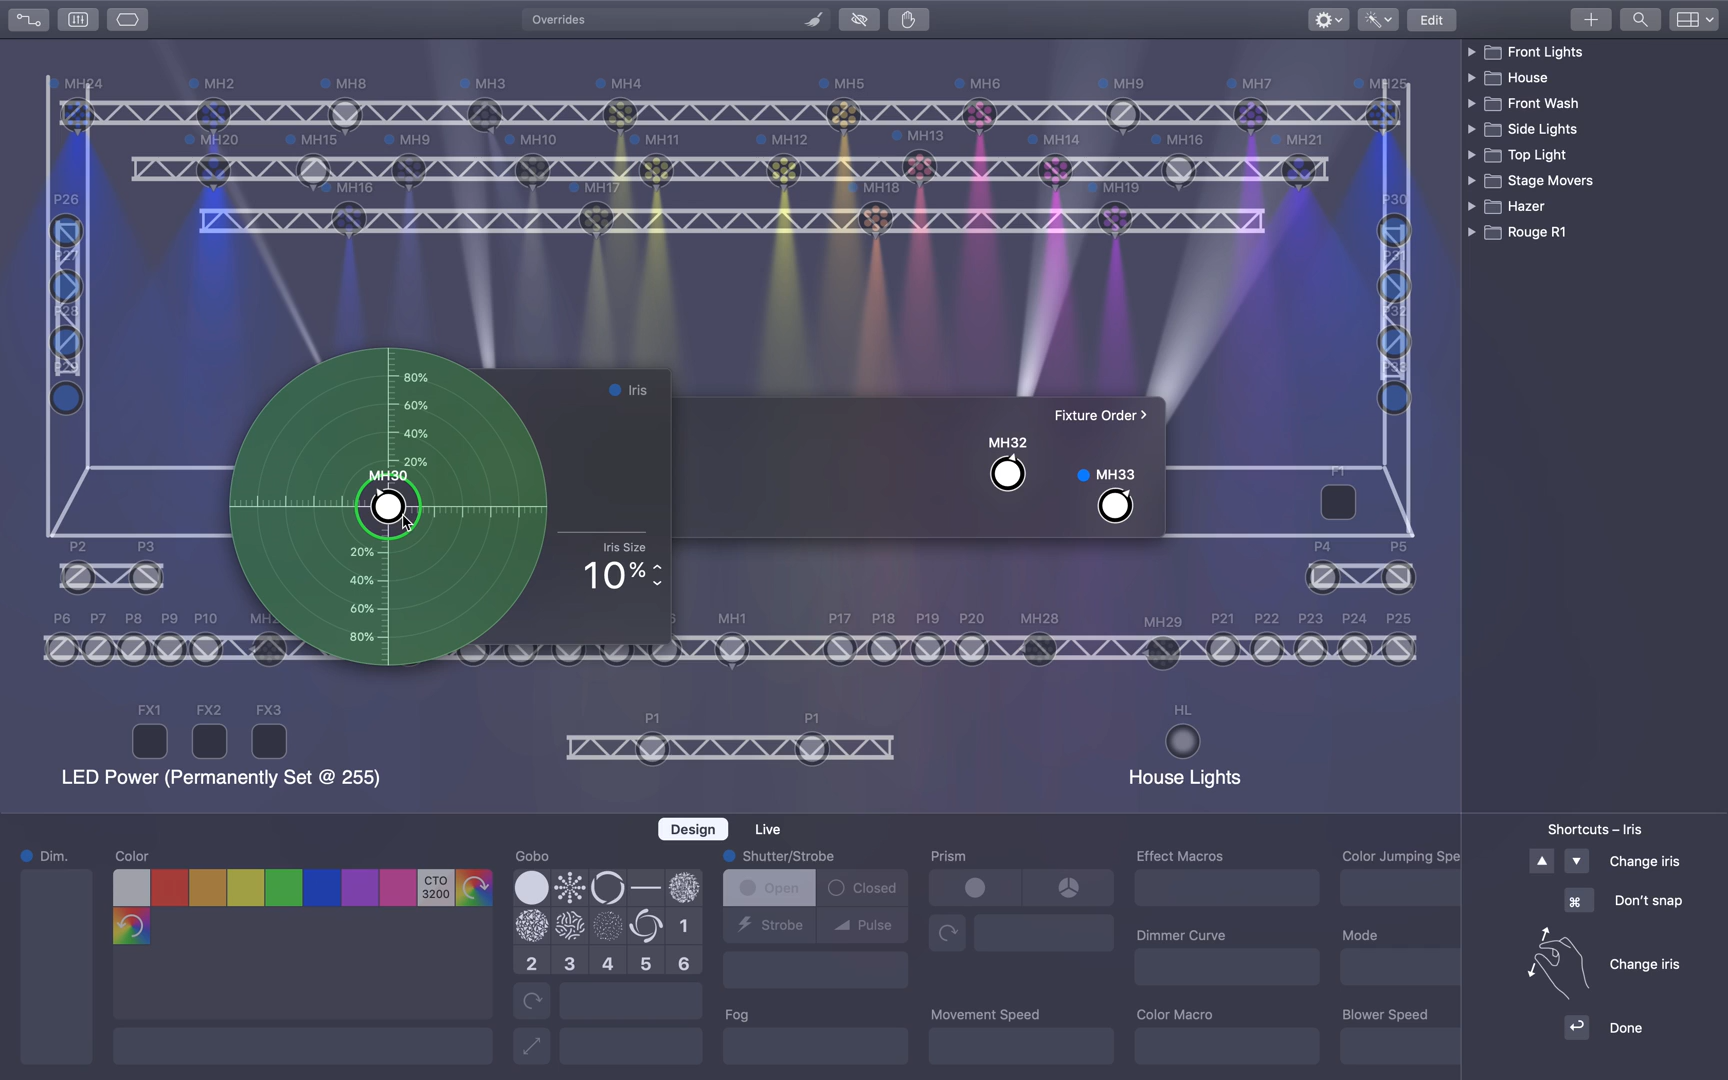 Overrides
Edit
MH24 MH2 MH8 MH3 MH4 MH5 MH6 MH9 MH7 MH25
MH20 MH15 MH9 MH10 MH11 MH12 MH13 MH14 MH16 MH21
MH16 MH17 MH18 MH19
P26 P30
P27
P28 P32
80%
60%
40%
20%
MH30
20%
40%
60%
80%
Iris
Iris Size
10%
Fixture Order >
MH32
MH33
F1
P2 P3 P4 P5
P6 P7 P8 P9 P10 MH1 P17 P18 P19 P20 MH28 MH29 P21 P22 P23 P24 P25
FX1 FX2 FX3 P1 P1 HL
LED Power (Permanently Set @ 255)
House Lights
Front Lights
House
Front Wash
Side Lights
Top Light
Stage Movers
Hazer
Rouge R1
Design Live
Dim.
Color
CTO
3200
Gobo
1
2 3 4 5 6
Shutter/Strobe
Open Closed
Strobe Pulse
Fog
Prism
Movement Speed
Effect Macros
Dimmer Curve
Color Macro
Color Jumping Spe
Mode
Blower Speed
Shortcuts – Iris
Change iris
⌘ Don't snap
Change iris
Done